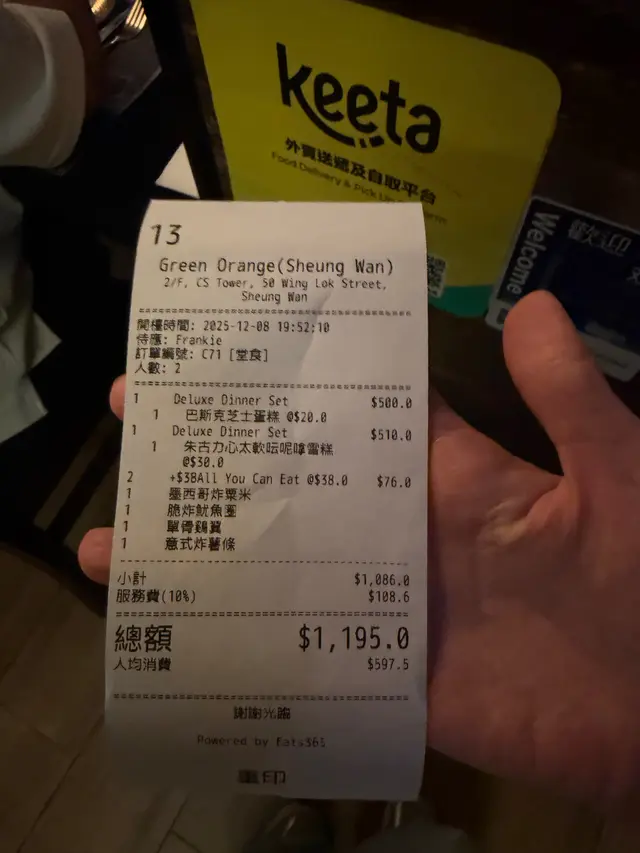 keeta
外賣送遞及自取平台
Food Delivery & Pick Up
歡迎
Welcome
13
Green Orange(Sheung Wan)
2/F, CS Tower, 50 Wing Lok Street,
Sheung Wan
開檯時間: 2025-12-08 19:52:10
侍應: Frankie
訂單編號: C71 [堂食]
人數: 2
1 Deluxe Dinner Set $500.0
1 巴斯克芝士蛋糕 @$20.0
1 Deluxe Dinner Set $510.0
1 朱古力心太軟呍呢嗱雪糕
@$30.0
2 +$38All You Can Eat @$38.0 $76.0
1 墨西哥炸粟米
1 脆炸魷魚圈
1 單骨鷄翼
1 意式炸薯條
小計 $1,086.0
服務費(10%) $108.6
總額 $1,195.0
人均消費 $597.5
謝謝光臨
Powered by Eats365
重印